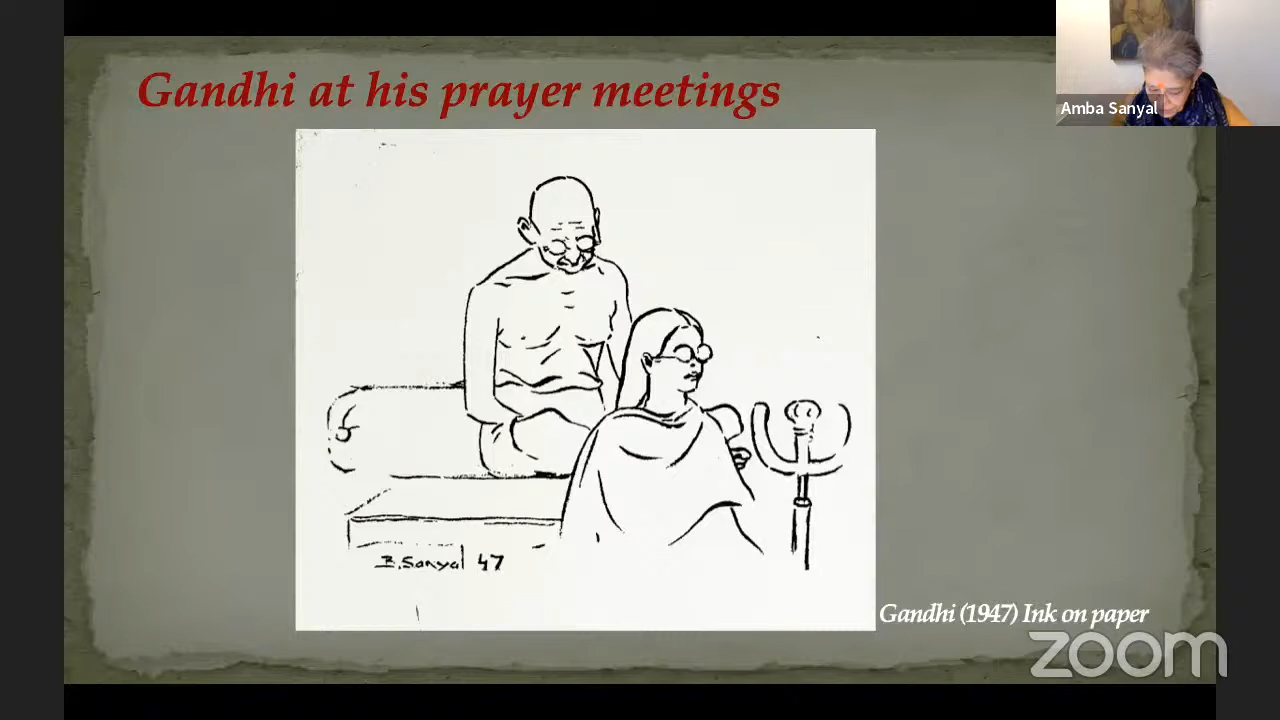 Gandhi at his prayer meetings
Amba Sanyal
B.Sanyal 47
Gandhi (1947) Ink on paper
zoom